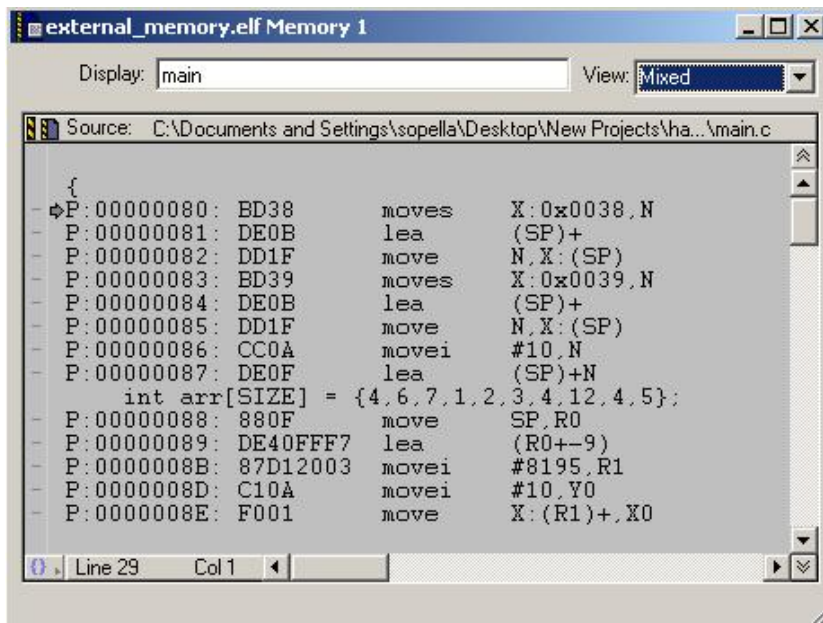 external_memory.elf Memory 1
Display: main View: Mixed
Source: C:\Documents and Settings\sopella\Desktop\New Projects\ha...\main.c
{
P:00000080: BD38 moves X:0x0038,N
P:00000081: DE0B lea (SP)+
P:00000082: DD1F move N,X:(SP)
P:00000083: BD39 moves X:0x0039,N
P:00000084: DE0B lea (SP)+
P:00000085: DD1F move N,X:(SP)
P:00000086: CC0A movei #10,N
P:00000087: DE0F lea (SP)+N
int arr[SIZE] = {4,6,7,1,2,3,4,12,4,5};
P:00000088: 880F move SP,R0
P:00000089: DE40FFF7 lea (R0+-9)
P:0000008B: 87D12003 movei #8195,R1
P:0000008D: C10A movei #10,Y0
P:0000008E: F001 move X:(R1)+,X0
Line 29 Col 1